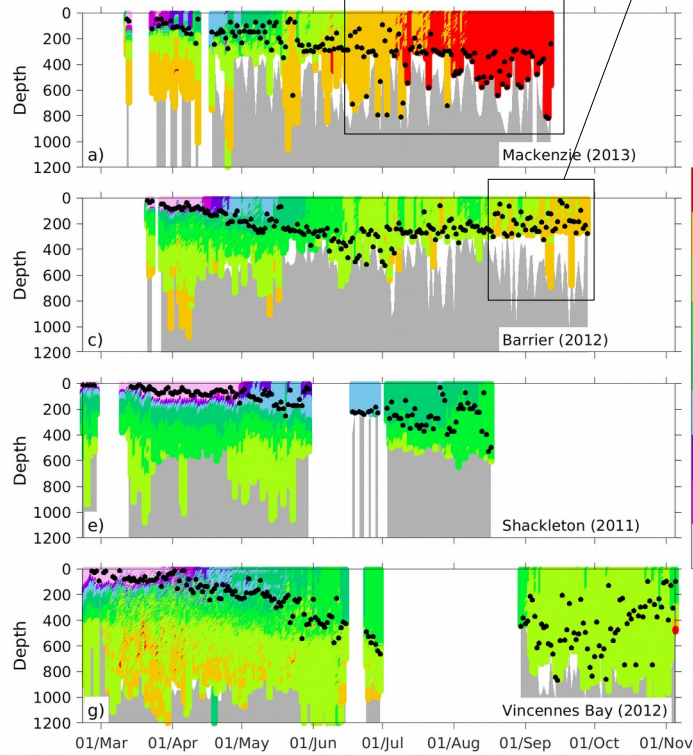 0
200
400
600
800
1000
1200
Depth
a)
Mackenzie (2013)
0
200
400
600
800
1000
1200
Depth
c)
Barrier (2012)
0
200
400
600
800
1000
1200
Depth
e)
Shackleton (2011)
0
200
400
600
800
1000
1200
Depth
g)
Vincennes Bay (2012)
01/Mar 01/Apr 01/May 01/Jun 01/Jul 01/Aug 01/Sep 01/Oct 01/Nov